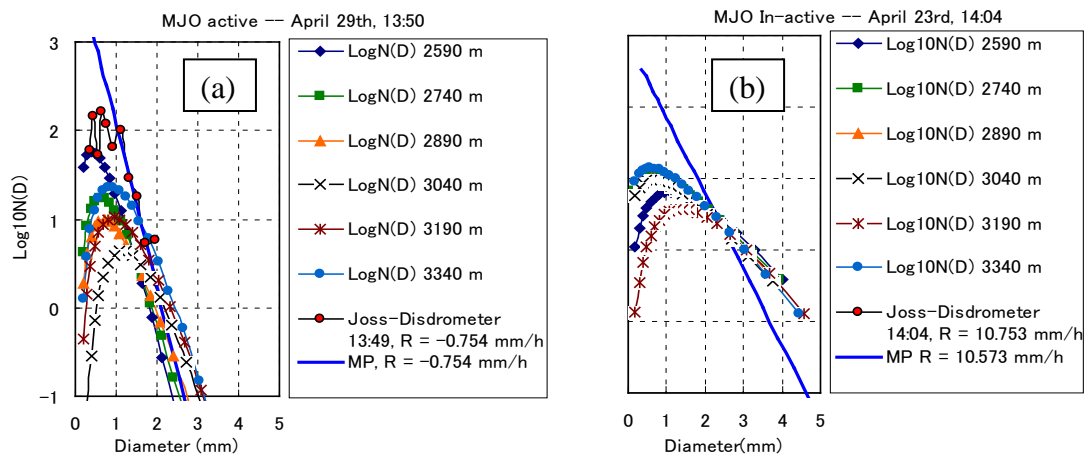 MJO active -- April 29th, 13:50
(a)
3
2
1
0
-1
Log10N(D)
0 1 2 3 4 5
Diameter (mm)
LogN(D) 2590 m
LogN(D) 2740 m
LogN(D) 2890 m
LogN(D) 3040 m
LogN(D) 3190 m
LogN(D) 3340 m
Joss-Disdrometer
13:49, R = -0.754 mm/h
MP, R = -0.754 mm/h
MJO In-active -- April 23rd, 14:04
(b)
0 1 2 3 4 5
Diameter(mm)
Log10N(D) 2590 m
Log10N(D) 2740 m
Log10N(D) 2890 m
Log10N(D) 3040 m
Log10N(D) 3190 m
Log10N(D) 3340 m
Joss-Disdrometer
14:04, R = 10.753 mm/h
MP R = 10.573 mm/h